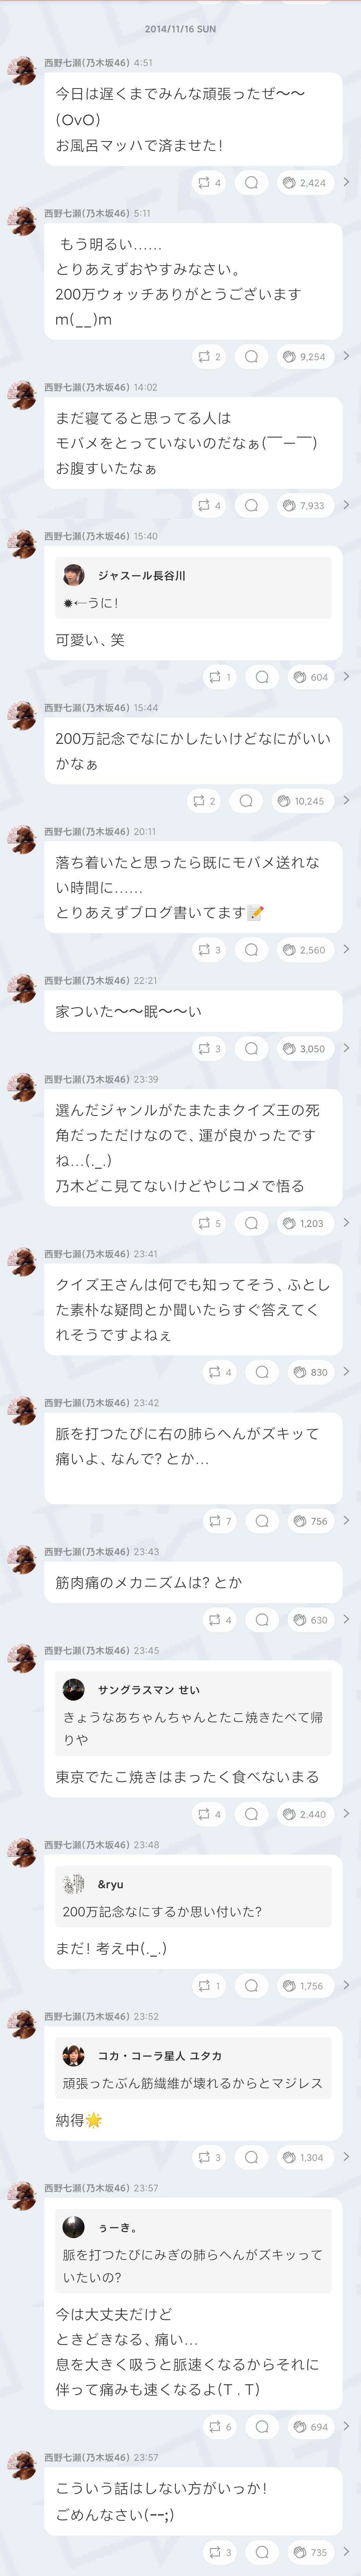 2014/11/16 SUN
西野七瀬(乃木坂46) 4:51
今日は遅くまでみんな頑張ったぜ〜〜
(OvO)
お風呂マッハで済ませた！
4
2,424
西野七瀬(乃木坂46) 5:11
もう明るい……
とりあえずおやすみなさい。
200万ウォッチありがとうございます
m(__)m
2
9,254
西野七瀬(乃木坂46) 14:02
まだ寝てると思ってる人は
モバメをとっていないのだなぁ(￣ー￣)
お腹すいたなぁ
4
7,933
西野七瀬(乃木坂46) 15:40
ジャスール長谷川
✹←うに！
可愛い、笑
1
604
西野七瀬(乃木坂46) 15:44
200万記念でなにかしたいけどなにがいい
かなぁ
2
10,245
西野七瀬(乃木坂46) 20:11
落ち着いたと思ったら既にモバメ送れな
い時間に……
とりあえずブログ書いてます📝
3
2,560
西野七瀬(乃木坂46) 22:21
家ついた〜〜眠〜〜い
3
3,050
西野七瀬(乃木坂46) 23:39
選んだジャンルがたまたまクイズ王の死
角だっただけなので、運が良かったです
ね…(._.)
乃木どこ見てないけどやじコメで悟る
5
1,203
西野七瀬(乃木坂46) 23:41
クイズ王さんは何でも知ってそう、ふとし
た素朴な疑問とか聞いたらすぐ答えてく
れそうですよねぇ
4
830
西野七瀬(乃木坂46) 23:42
脈を打つたびに右の肺らへんがズキッて
痛いよ、なんで？とか…
7
756
西野七瀬(乃木坂46) 23:43
筋肉痛のメカニズムは？とか
4
630
西野七瀬(乃木坂46) 23:45
サングラスマン せい
きょうなあちゃんちゃんとたこ焼きたべて帰
りや
東京でたこ焼きはまったく食べないまる
4
2,440
西野七瀬(乃木坂46) 23:48
&ryu
200万記念なにするか思い付いた？
まだ！考え中(._.)
1
1,756
西野七瀬(乃木坂46) 23:52
コカ・コーラ星人 ユタカ
頑張ったぶん筋繊維が壊れるからとマジレス
納得🌟
3
1,304
西野七瀬(乃木坂46) 23:57
ぅーき。
脈を打つたびにみぎの肺らへんがズキッって
いたいの？
今は大丈夫だけど
ときどきなる、痛い…
息を大きく吸うと脈速くなるからそれに
伴って痛みも速くなるよ(T . T)
6
694
西野七瀬(乃木坂46) 23:57
こういう話はしない方がいっか！
ごめんなさい(--;)
3
735